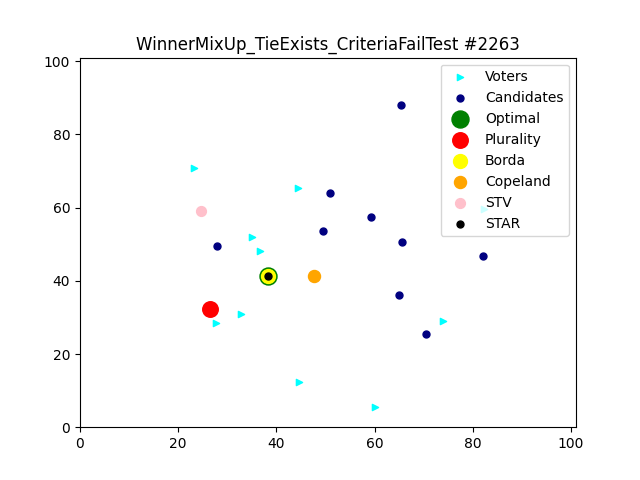 WinnerMixUp_TieExists_CriteriaFailTest #2263
Voters
Candidates
Optimal
Plurality
Borda
Copeland
STV
STAR
100
80
60
40
20
0
0
20
40
60
80
100